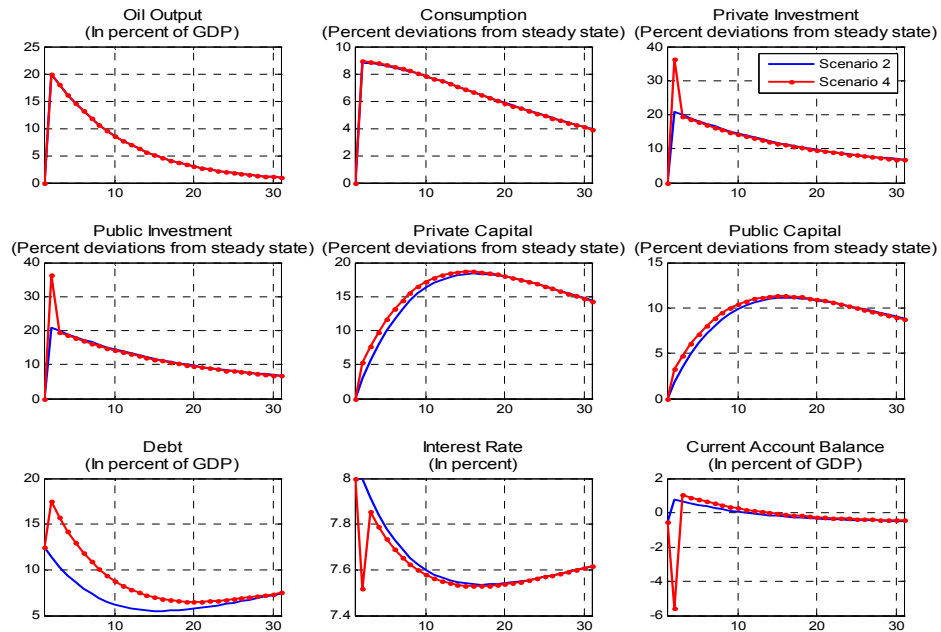 Oil Output
(In percent of GDP)
25
20
15
10
5
0
10 20 30
Consumption
(Percent deviations from steady state)
10
8
6
4
2
0
10 20 30
Private Investment
(Percent deviations from steady state)
40
30
20
10
0
10 20 30
Scenario 2
Scenario 4
Public Investment
(Percent deviations from steady state)
40
30
20
10
0
10 20 30
Private Capital
(Percent deviations from steady state)
20
15
10
5
0
10 20 30
Public Capital
(Percent deviations from steady state)
15
10
5
0
10 20 30
Debt
(In percent of GDP)
20
15
10
5
10 20 30
Interest Rate
(In percent)
8
7.8
7.6
7.4
10 20 30
Current Account Balance
(In percent of GDP)
2
0
-2
-4
-6
10 20 30